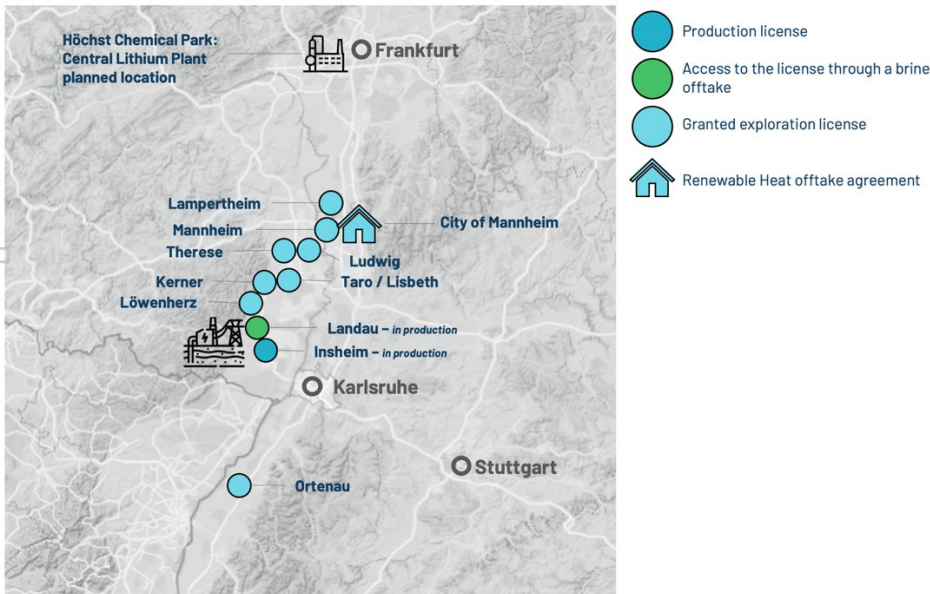 Höchst Chemical Park:
Central Lithium Plant
planned location
Frankfurt
Lampertheim
Mannheim
City of Mannheim
Therese
Ludwig
Kerner
Taro / Lisbeth
Löwenherz
Landau – in production
Insheim – in production
Karlsruhe
Stuttgart
Ortenau
Production license
Access to the license through a brine
offtake
Granted exploration license
Renewable Heat offtake agreement